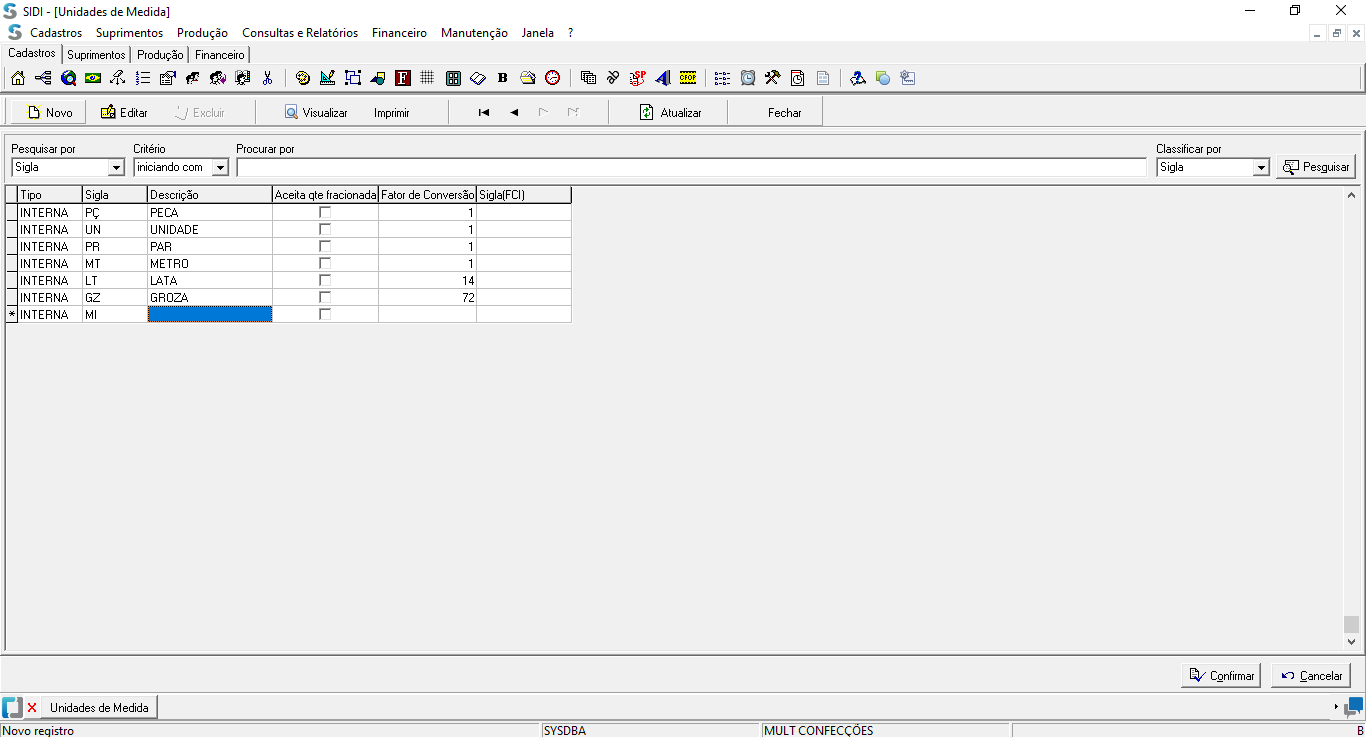 SIDI - [Unidades de Medida]
Cadastros Suprimentos Produção Consultas e Relatórios Financeiro Manutenção Janela ?
Cadastros Suprimentos Produção Financeiro
F B SP CFOP
Novo Editar Excluir Visualizar Imprimir Atualizar Fechar
Pesquisar por Critério Procurar por Classificar por
Sigla iniciando com Sigla Pesquisar
Tipo Sigla Descrição Aceita qte fracionada Fator de Conversão Sigla(FCI)
INTERNA PÇ PECA 1
INTERNA UN UNIDADE 1
INTERNA PR PAR 1
INTERNA MT METRO 1
INTERNA LT LATA 14
INTERNA GZ GROZA 72
* INTERNA MI
Confirmar Cancelar
Unidades de Medida
Novo registro SYSDBA MULT CONFECÇÕES B